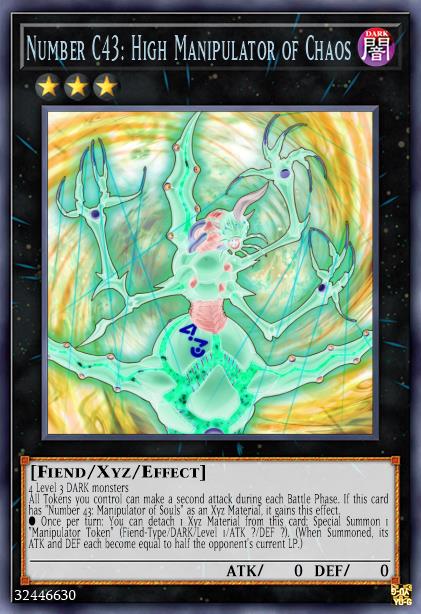 Number C43: High Manipulator of Chaos
DARK
闇
43
[Fiend/Xyz/Effect]
4 Level 3 DARK monsters
All Tokens you control can make a second attack during each Battle Phase. If this card
has "Number 43: Manipulator of Souls" as an Xyz Material, it gains this effect.
● Once per turn: You can detach 1 Xyz Material from this card; Special Summon 1
"Manipulator Token" (Fiend-Type/DARK/Level 1/ATK ?/DEF ?). (When Summoned, its
ATK and DEF each become equal to half the opponent's current LP.)
ATK/ 0 DEF/ 0
32446630